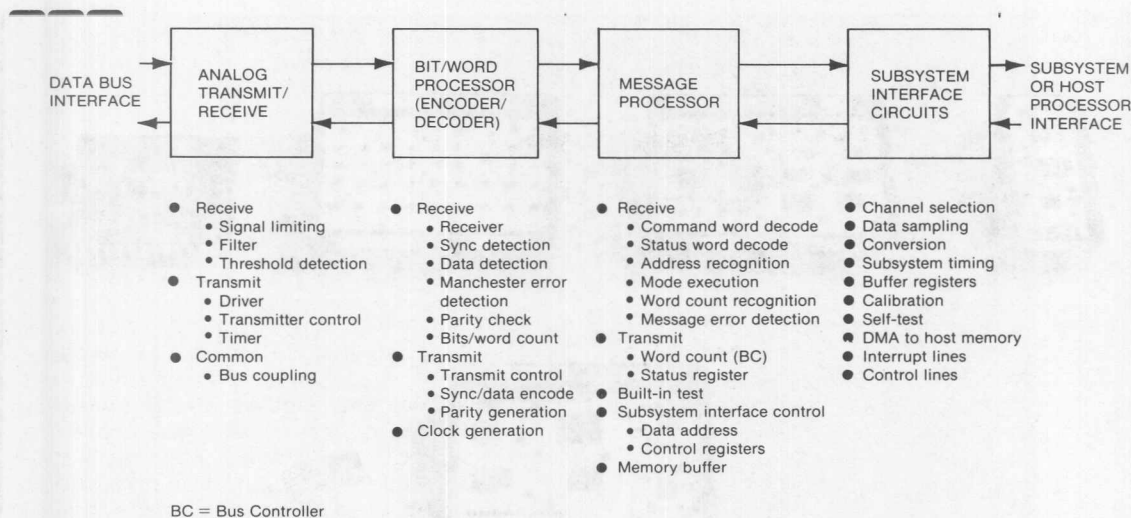 DATA BUS
INTERFACE
ANALOG
TRANSMIT/
RECEIVE
BIT/WORD
PROCESSOR
(ENCODER/
DECODER)
MESSAGE
PROCESSOR
SUBSYSTEM
INTERFACE
CIRCUITS
SUBSYSTEM
OR HOST
PROCESSOR
INTERFACE
● Receive
• Signal limiting
• Filter
• Threshold detection
● Transmit
• Driver
• Transmitter control
• Timer
● Common
• Bus coupling
● Receive
• Receiver
• Sync detection
• Data detection
• Manchester error
detection
• Parity check
• Bits/word count
● Transmit
• Transmit control
• Sync/data encode
• Parity generation
● Clock generation
● Receive
• Command word decode
• Status word decode
• Address recognition
• Mode execution
• Word count recognition
• Message error detection
● Transmit
• Word count (BC)
• Status register
● Built-in test
● Subsystem interface control
• Data address
• Control registers
● Memory buffer
● Channel selection
● Data sampling
● Conversion
● Subsystem timing
● Buffer registers
● Calibration
● Self-test
● DMA to host memory
● Interrupt lines
● Control lines
BC = Bus Controller